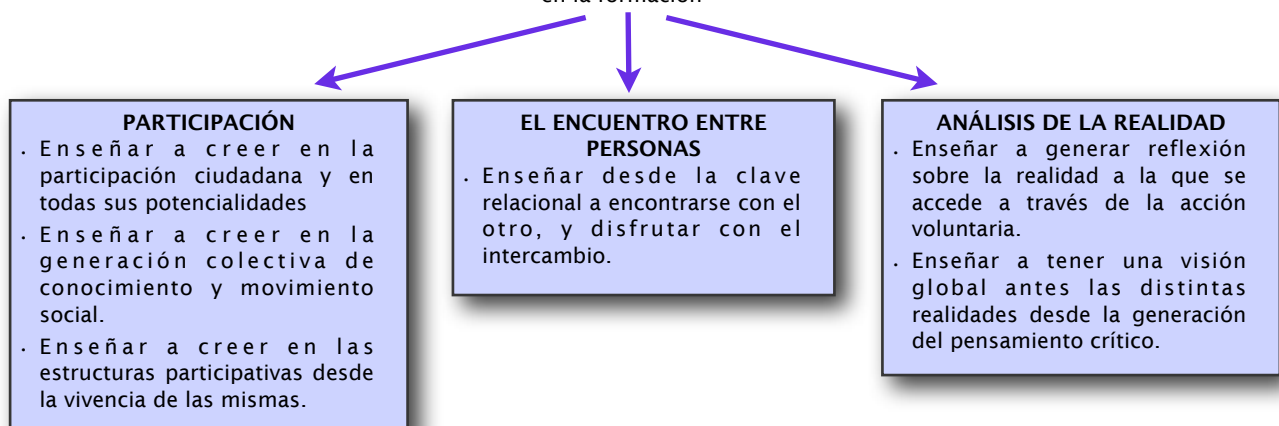 en la formación
PARTICIPACIÓN
· Enseñar a creer en la
participación ciudadana y en
todas sus potencialidades
· Enseñar a creer en la
generación colectiva de
conocimiento y movimiento
social.
· Enseñar a creer en las
estructuras participativas desde
la vivencia de las mismas.
EL ENCUENTRO ENTRE
PERSONAS
· Enseñar desde la clave
relacional a encontrarse con el
otro, y disfrutar con el
intercambio.
ANÁLISIS DE LA REALIDAD
· Enseñar a generar reflexión
sobre la realidad a la que se
accede a través de la acción
voluntaria.
· Enseñar a tener una visión
global antes las distintas
realidades desde la generación
del pensamiento crítico.